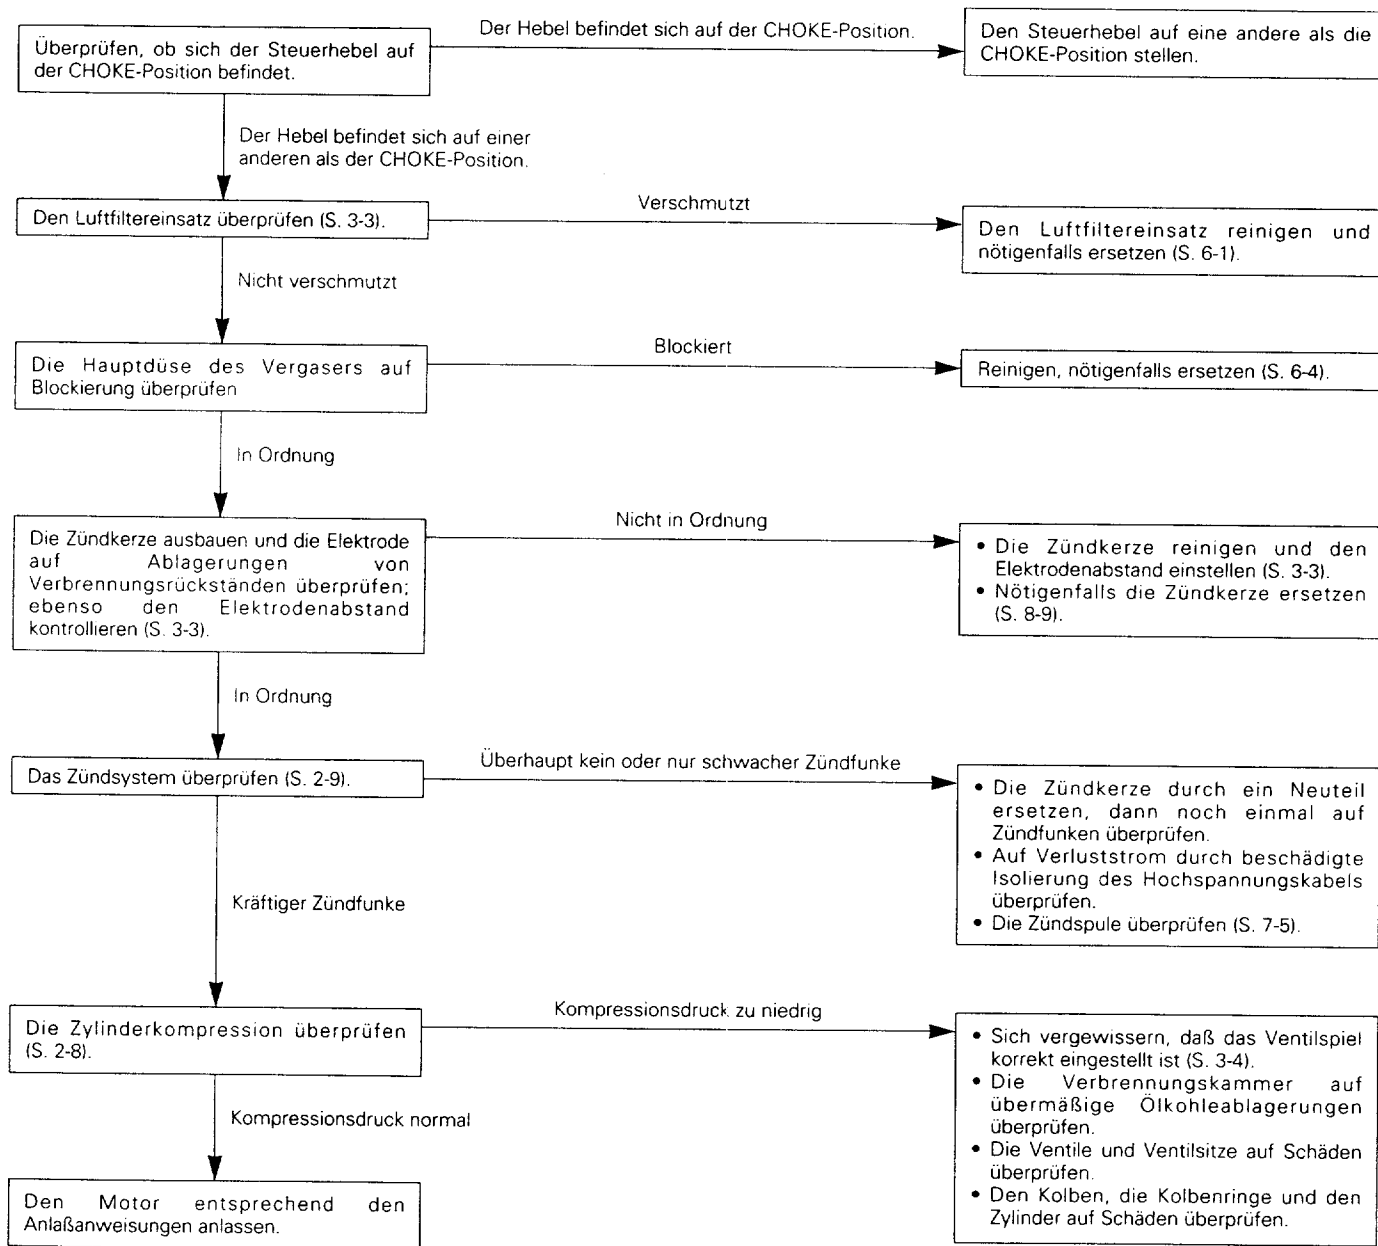 Überprüfen, ob sich der Steuerhebel auf
der CHOKE-Position befindet.
Der Hebel befindet sich auf der CHOKE-Position.
Den Steuerhebel auf eine andere als die
CHOKE-Position stellen.
Der Hebel befindet sich auf einer
anderen als der CHOKE-Position.
Den Luftfiltereinsatz überprüfen (S. 3-3).
Verschmutzt
Den Luftfiltereinsatz reinigen und
nötigenfalls ersetzen (S. 6-1).
Nicht verschmutzt
Die Hauptdüse des Vergasers auf
Blockierung überprüfen
Blockiert
Reinigen, nötigenfalls ersetzen (S. 6-4).
In Ordnung
Die Zündkerze ausbauen und die Elektrode
auf Ablagerungen von
Verbrennungsrückständen überprüfen;
ebenso den Elektrodenabstand
kontrollieren (S. 3-3).
Nicht in Ordnung
• Die Zündkerze reinigen und den
Elektrodenabstand einstellen (S. 3-3).
• Nötigenfalls die Zündkerze ersetzen
(S. 8-9).
In Ordnung
Das Zündsystem überprüfen (S. 2-9).
Überhaupt kein oder nur schwacher Zündfunke
• Die Zündkerze durch ein Neuteil
ersetzen, dann noch einmal auf
Zündfunken überprüfen.
• Auf Verluststrom durch beschädigte
Isolierung des Hochspannungskabels
überprüfen.
• Die Zündspule überprüfen (S. 7-5).
Kräftiger Zündfunke
Die Zylinderkompression überprüfen
(S. 2-8).
Kompressionsdruck zu niedrig
• Sich vergewissern, daß das Ventilspiel
korrekt eingestellt ist (S. 3-4).
• Die Verbrennungskammer auf
übermäßige Ölkohleablagerungen
überprüfen.
• Die Ventile und Ventilsitze auf Schäden
überprüfen.
• Den Kolben, die Kolbenringe und den
Zylinder auf Schäden überprüfen.
Kompressionsdruck normal
Den Motor entsprechend den
Anlaßanweisungen anlassen.